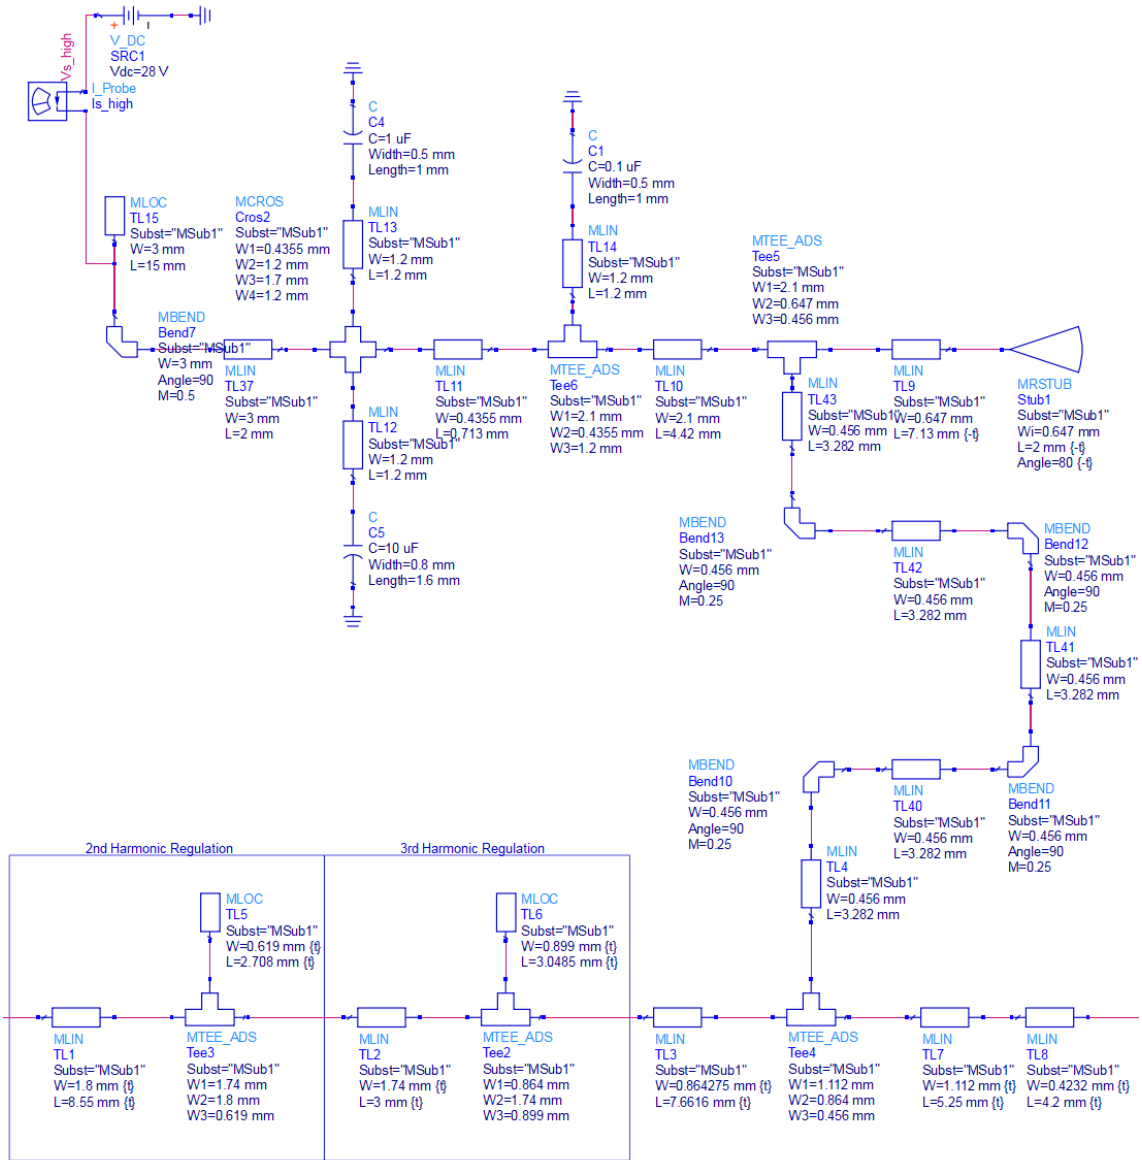 +
-
V_DC
SRC1
Vdc=28 V
Vs_high
I_Probe
Is_high
C
C4
C=1 uF
Width=0.5 mm
Length=1 mm
C
C1
C=0.1 uF
Width=0.5 mm
Length=1 mm
MLOC
TL15
Subst="MSub1"
W=3 mm
L=15 mm
MCROS
Cros2
Subst="MSub1"
W1=0.4355 mm
W2=1.2 mm
W3=1.7 mm
W4=1.2 mm
MLIN
TL13
Subst="MSub1"
W=1.2 mm
L=1.2 mm
MLIN
TL14
Subst="MSub1"
W=1.2 mm
L=1.2 mm
MTEE_ADS
Tee5
Subst="MSub1"
W1=2.1 mm
W2=0.647 mm
W3=0.456 mm
MBEND
Bend7
Subst="MSub1"
W=3 mm
Angle=90
M=0.5
MLIN
TL37
Subst="MSub1"
W=3 mm
L=2 mm
MLIN
TL11
Subst="MSub1"
W=0.4355 mm
L=0.713 mm
MTEE_ADS
Tee6
Subst="MSub1"
W1=2.1 mm
W2=0.4355 mm
W3=1.2 mm
MLIN
TL10
Subst="MSub1"
W=2.1 mm
L=4.42 mm
MLIN
TL43
Subst="MSub1"
W=0.456 mm
L=3.282 mm
MLIN
TL9
Subst="MSub1"
W=0.647 mm
L=7.13 mm {-t}
MRSTUB
Stub1
Subst="MSub1"
Wi=0.647 mm
L=2 mm {-t}
Angle=80 {-t}
MLIN
TL12
Subst="MSub1"
W=1.2 mm
L=1.2 mm
C
C5
C=10 uF
Width=0.8 mm
Length=1.6 mm
MBEND
Bend13
Subst="MSub1"
W=0.456 mm
Angle=90
M=0.25
MLIN
TL42
Subst="MSub1"
W=0.456 mm
L=3.282 mm
MBEND
Bend12
Subst="MSub1"
W=0.456 mm
Angle=90
M=0.25
MLIN
TL41
Subst="MSub1"
W=0.456 mm
L=3.282 mm
MBEND
Bend10
Subst="MSub1"
W=0.456 mm
Angle=90
M=0.25
MLIN
TL40
Subst="MSub1"
W=0.456 mm
L=3.282 mm
MBEND
Bend11
Subst="MSub1"
W=0.456 mm
Angle=90
M=0.25
MLIN
TL4
Subst="MSub1"
W=0.456 mm
L=3.282 mm
2nd Harmonic Regulation
3rd Harmonic Regulation
MLOC
TL5
Subst="MSub1"
W=0.619 mm {t}
L=2.708 mm {t}
MLOC
TL6
Subst="MSub1"
W=0.899 mm {t}
L=3.0485 mm {t}
MLIN
TL1
Subst="MSub1"
W=1.8 mm {t}
L=8.55 mm {t}
MTEE_ADS
Tee3
Subst="MSub1"
W1=1.74 mm
W2=1.8 mm
W3=0.619 mm
MLIN
TL2
Subst="MSub1"
W=1.74 mm {t}
L=3 mm {t}
MTEE_ADS
Tee2
Subst="MSub1"
W1=0.864 mm
W2=1.74 mm
W3=0.899 mm
MLIN
TL3
Subst="MSub1"
W=0.864275 mm {t}
L=7.6616 mm {t}
MTEE_ADS
Tee4
Subst="MSub1"
W1=1.112 mm
W2=0.864 mm
W3=0.456 mm
MLIN
TL7
Subst="MSub1"
W=1.112 mm {t}
L=5.25 mm {t}
MLIN
TL8
Subst="MSub1"
W=0.4232 mm {t}
L=4.2 mm {t}